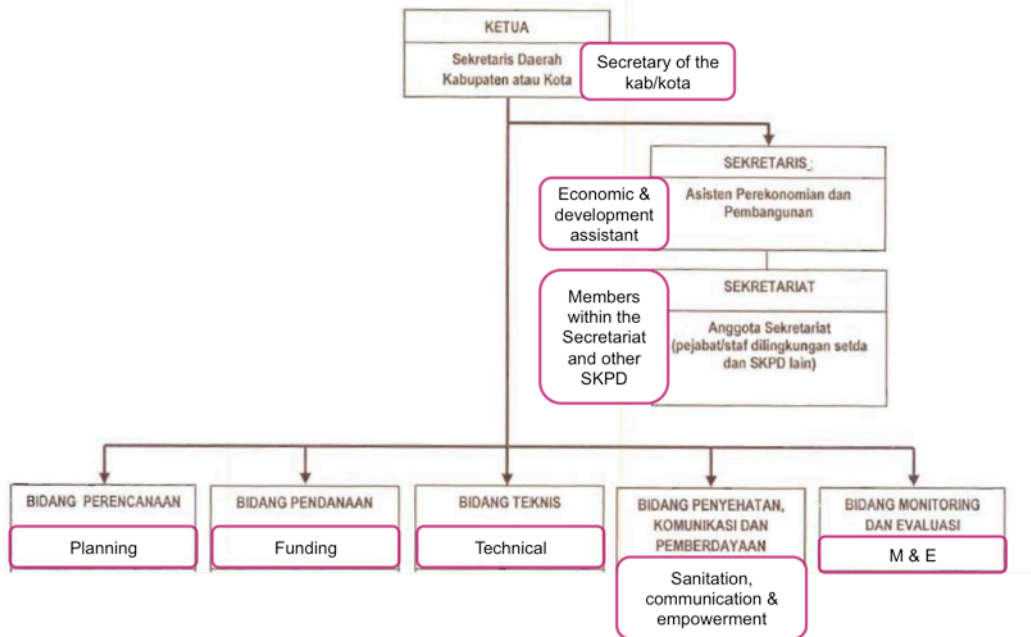 KETUA
Sekretaris Daerah
Kabupaten atau Kota
Secretary of the
kab/kota
SEKRETARIS :
Asisten Perekonomian dan
Pembangunan
Economic &
development
assistant
SEKRETARIAT
Anggota Sekretariat
(pejabat/staf dilingkungan setda
dan SKPD lain)
Members
within the
Secretariat
and other
SKPD
BIDANG PERENCANAAN
Planning
BIDANG PENDANAAN
Funding
BIDANG TEKNIS
Technical
BIDANG PENYEHATAN,
KOMUNIKASI DAN
PEMBERDAYAAN
Sanitation,
communication &
empowerment
BIDANG MONITORING
DAN EVALUASI
M & E